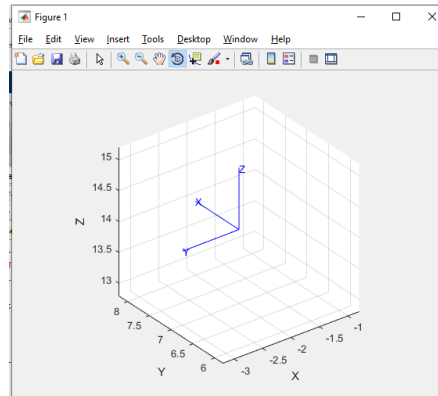 Figure 1
File Edit View Insert Tools Desktop Window Help
15
14.5
14
13.5
13
Z
Z
X
Y
8
7.5
7
6.5
6
Y
-3
-2.5
-2
-1.5
-1
X